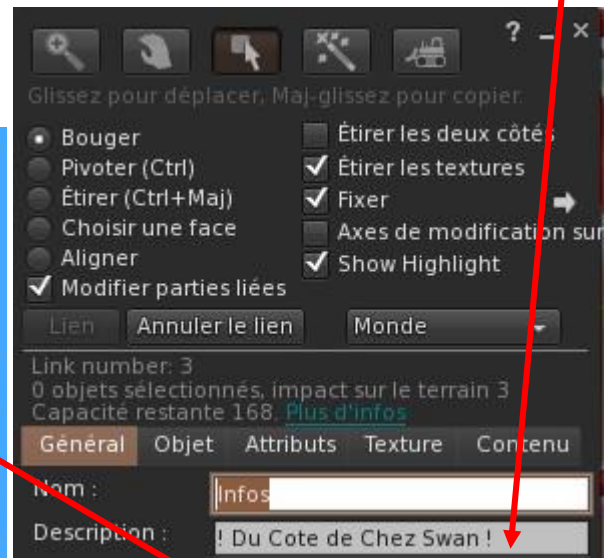 ? _ ×
Glissez pour déplacer, Maj-glissez pour copier.
Bouger
Pivoter (Ctrl)
Étirer (Ctrl+Maj)
Choisir une face
Aligner
Modifier parties liées
Étirer les deux côtés
Étirer les textures
Fixer
Axes de modification sur
Show Highlight
Lien
Annuler le lien
Monde
Link number: 3
0 objets sélectionnés, impact sur le terrain 3
Capacité restante 168. Plus d'infos
Général Objet Attributs Texture Contenu
Nom : Infos
Description : ! Du Cote de Chez Swan !